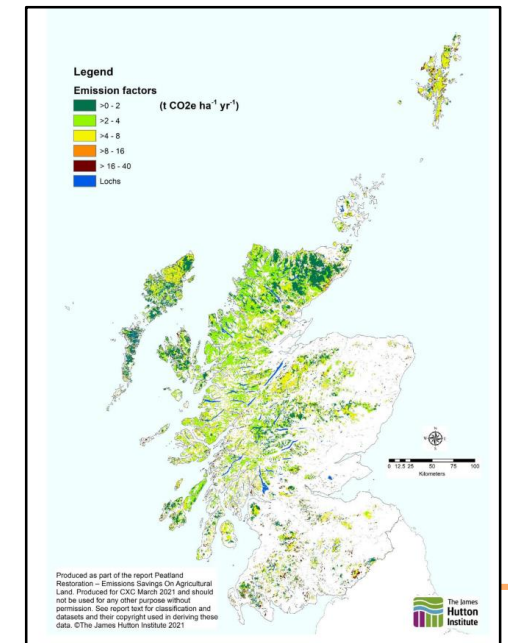 Legend
Emission factors
>0 - 2 (t CO2e ha-1 yr-1)
>2 - 4
>4 - 8
>8 - 16
> 16 - 40
Lochs
N
0 12.5 25 50 75 100
Kilometers
Produced as part of the report Peatland
Restoration – Emissions Savings On Agricultural
Land. Produced for CXC March 2021 and should
not be used for any other purpose without
permission. See report text for classification and
datasets and their copyright used in deriving these
data. ©The James Hutton Institute 2021
The James
Hutton
Institute